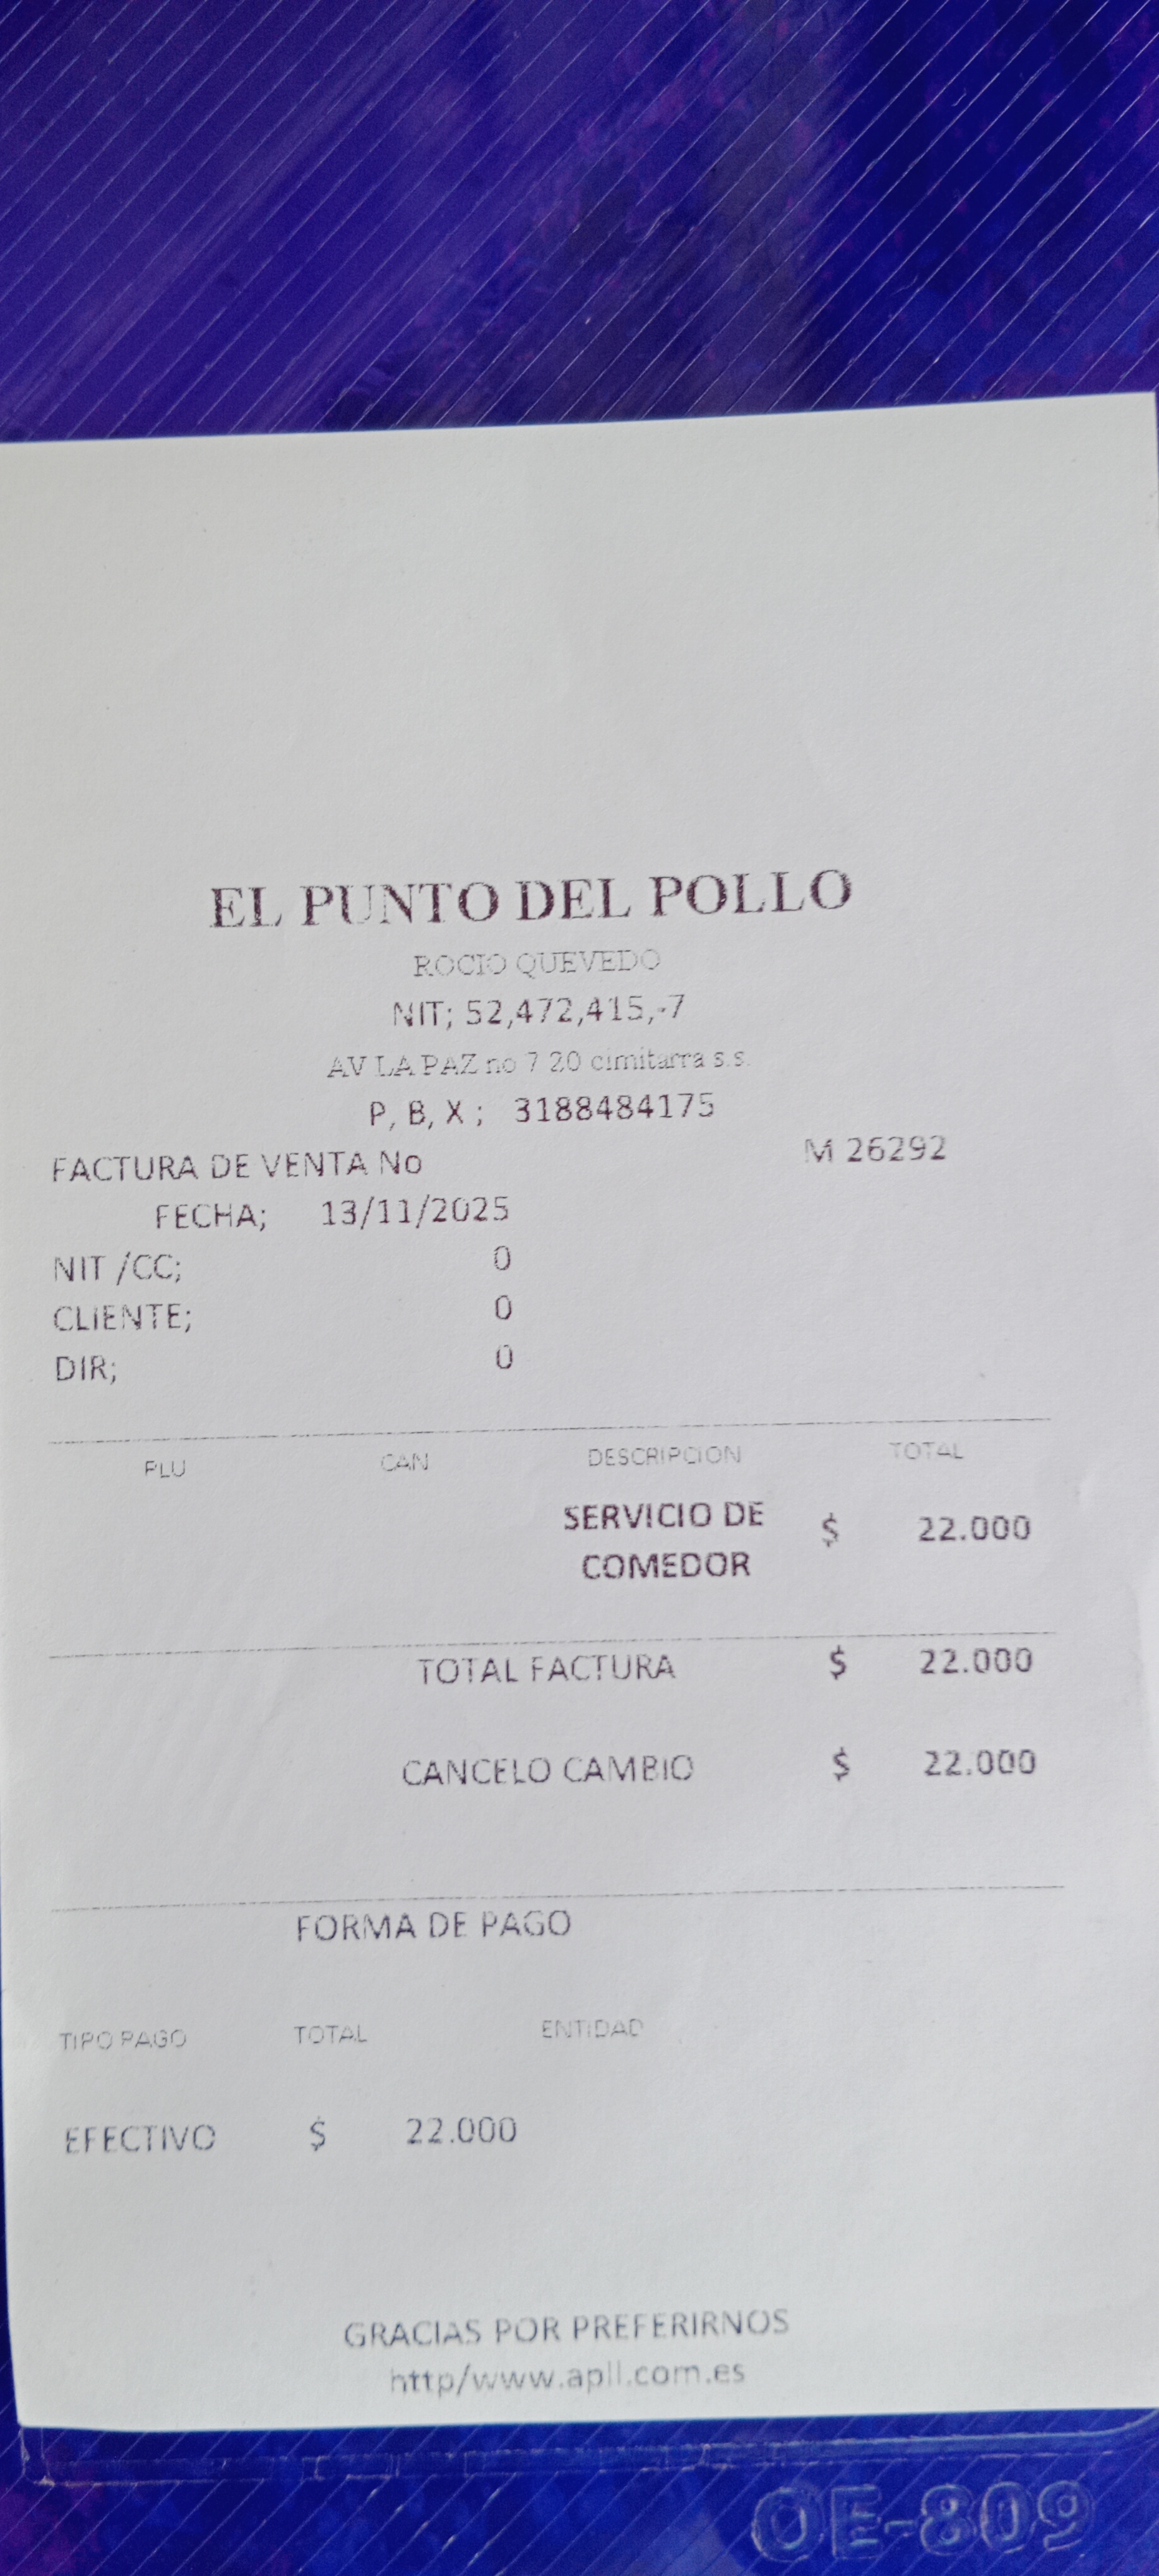 EL PUNTO DEL POLLO
ROCIO QUEVEDO
NIT; 52,472,415,-7
AV LA PAZ no 7 20 cimitarra s.s.
P, B, X ; 3188484175
FACTURA DE VENTA No M 26292
FECHA; 13/11/2025
NIT /CC; 0
CLIENTE; 0
DIR; 0
PLU CAN DESCRIPCION TOTAL
SERVICIO DE COMEDOR $ 22.000
TOTAL FACTURA $ 22.000
CANCELO CAMBIO $ 22.000
FORMA DE PAGO
TIPO PAGO TOTAL ENTIDAD
EFECTIVO $ 22.000
GRACIAS POR PREFERIRNOS
http/www.apll.com.es
OE-809